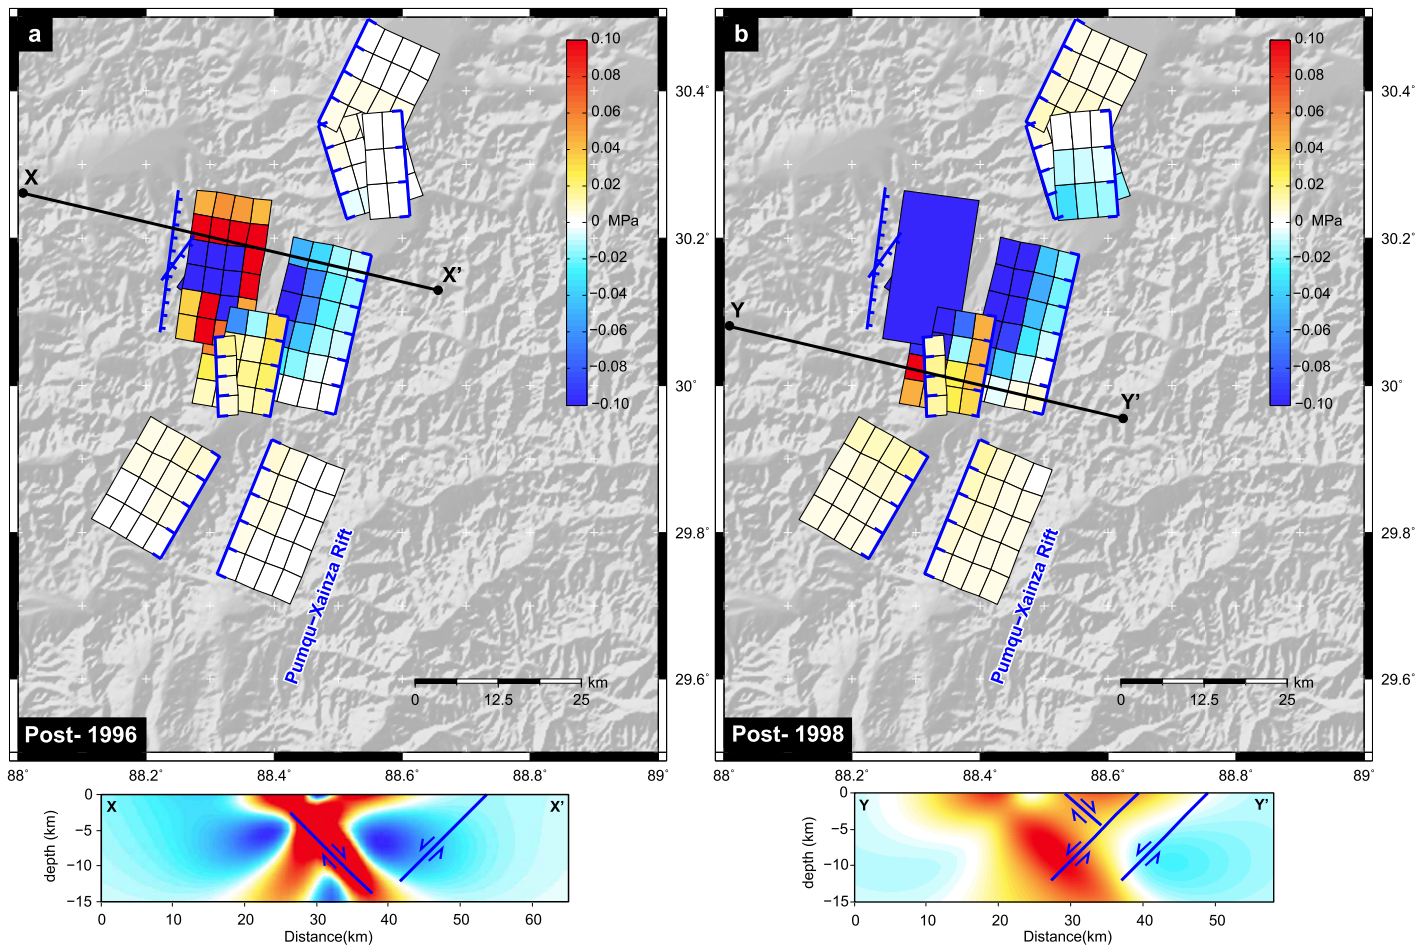 a
X
X’
0.10
0.08
0.06
0.04
0.02
0 MPa
−0.02
−0.04
−0.06
−0.08
−0.10
30.4˚
30.2˚
30˚
29.8˚
29.6˚
Pumqu−Xainza Rift
km
0 12.5 25
Post- 1996
88˚ 88.2˚ 88.4˚ 88.6˚ 88.8˚ 89˚
b
Y
Y’
0.10
0.08
0.06
0.04
0.02
0 MPa
−0.02
−0.04
−0.06
−0.08
−0.10
30.4˚
30.2˚
30˚
29.8˚
29.6˚
Pumqu−Xainza Rift
km
0 12.5 25
Post- 1998
88˚ 88.2˚ 88.4˚ 88.6˚ 88.8˚ 89˚
X X’
depth (km)
0
−5
−10
−15
0 10 20 30 40 50 60
Distance(km)
Y Y’
depth (km)
0
−5
−10
−15
0 10 20 30 40 50
Distance(km)